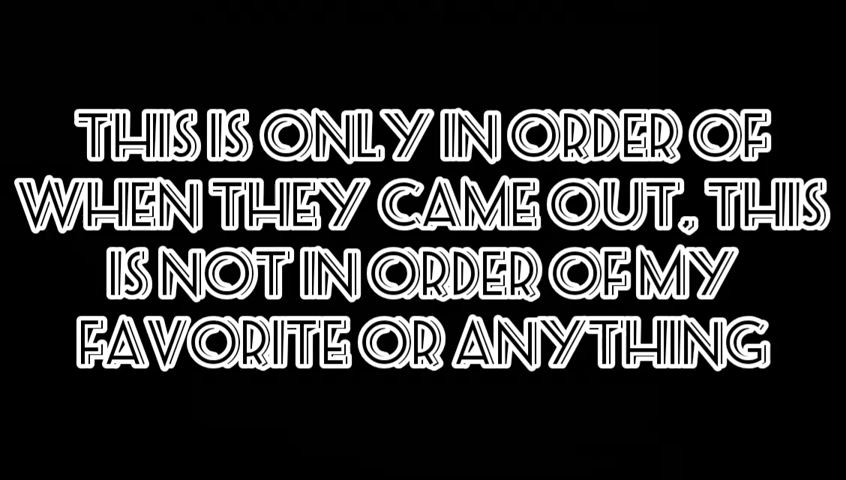 THIS IS ONLY IN ORDER OF
WHEN THEY CAME OUT, THIS
IS NOT IN ORDER OF MY
FAVORITE OR ANYTHING